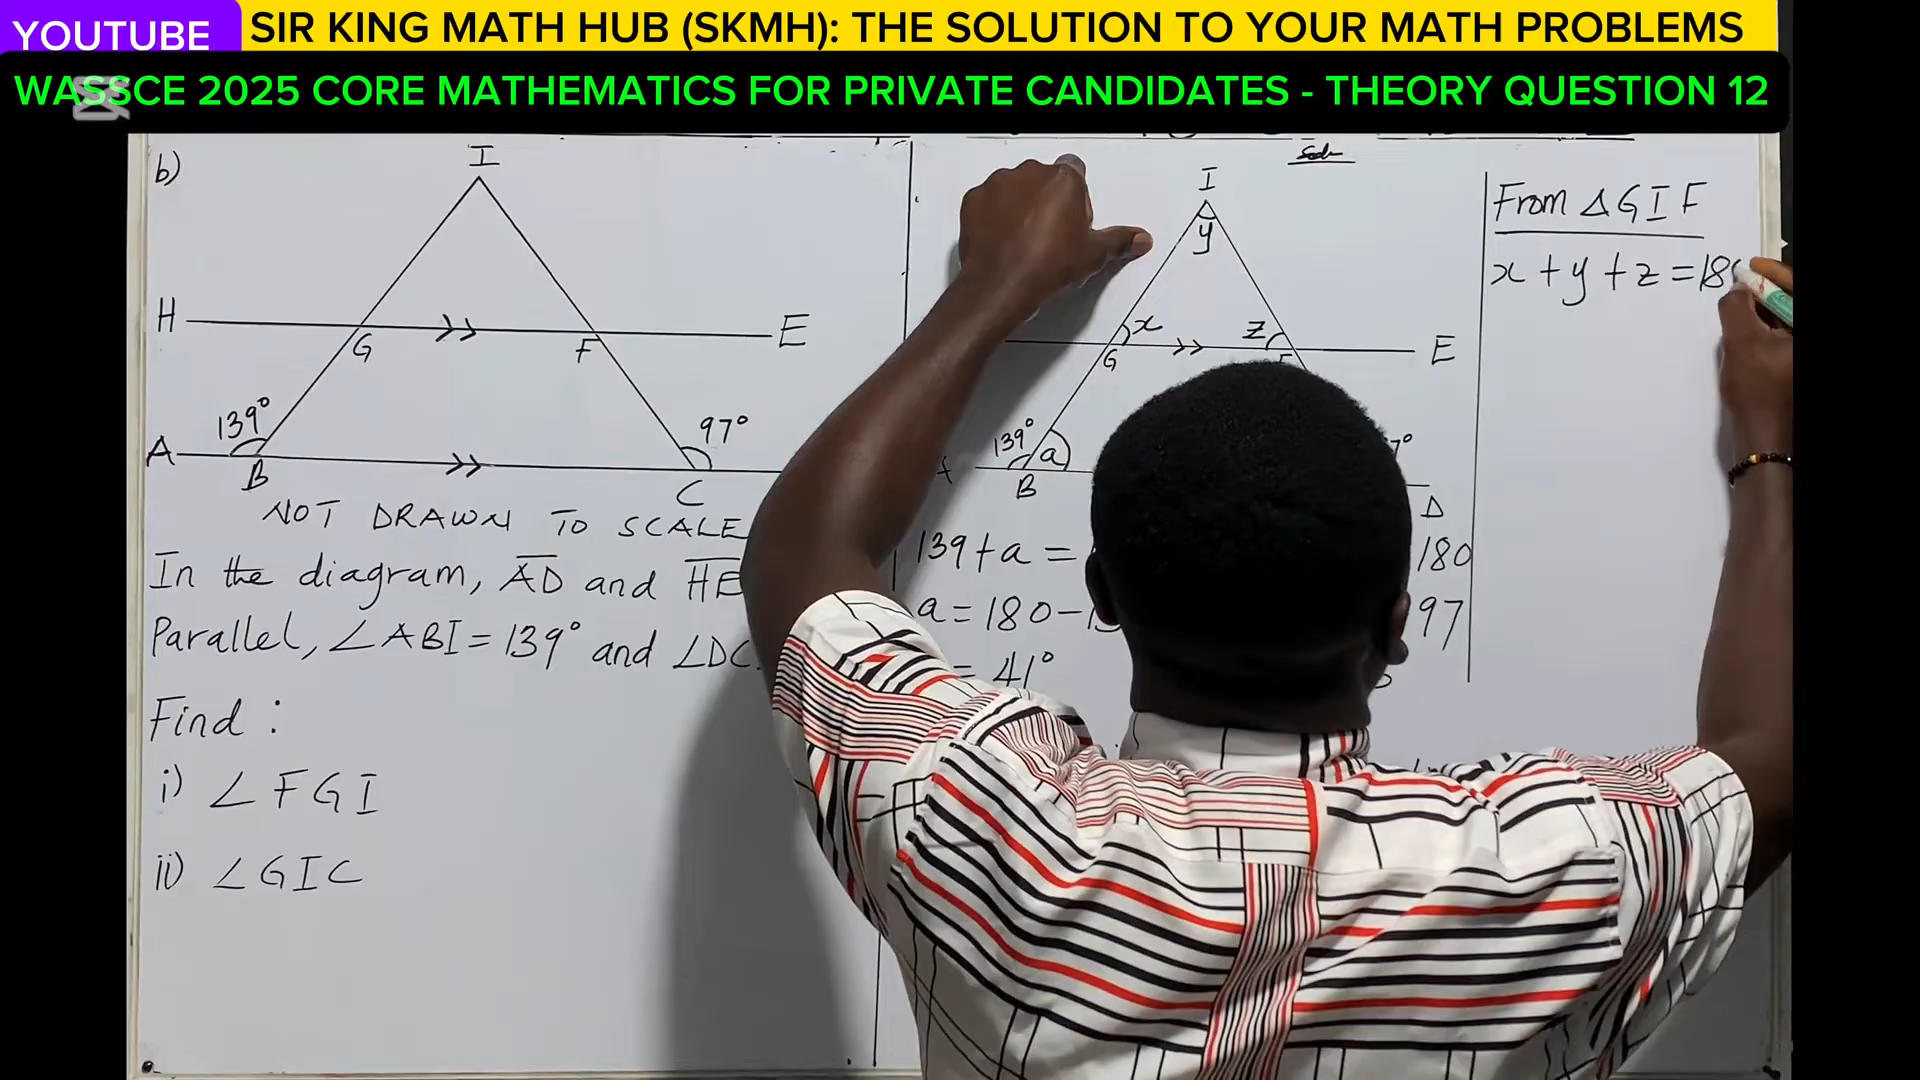 YOUTUBE
SIR KING MATH HUB (SKMH): THE SOLUTION TO YOUR MATH PROBLEMS
WASSCE 2025 CORE MATHEMATICS FOR PRIVATE CANDIDATES - THEORY QUESTION 12
b)
I
H
G
F
E
139°
97°
A
B
C
NOT DRAWN TO SCALE
In the diagram, AD and HE
Parallel, ∠ABI = 139° and ∠DC
Find :
i) ∠FGI
ii) ∠GIC
Soln
I
y
x
z
G
E
139°
a
B
D
139 + a =
a = 180 -
= 41°
180
97
From △GIF
x + y + z = 18